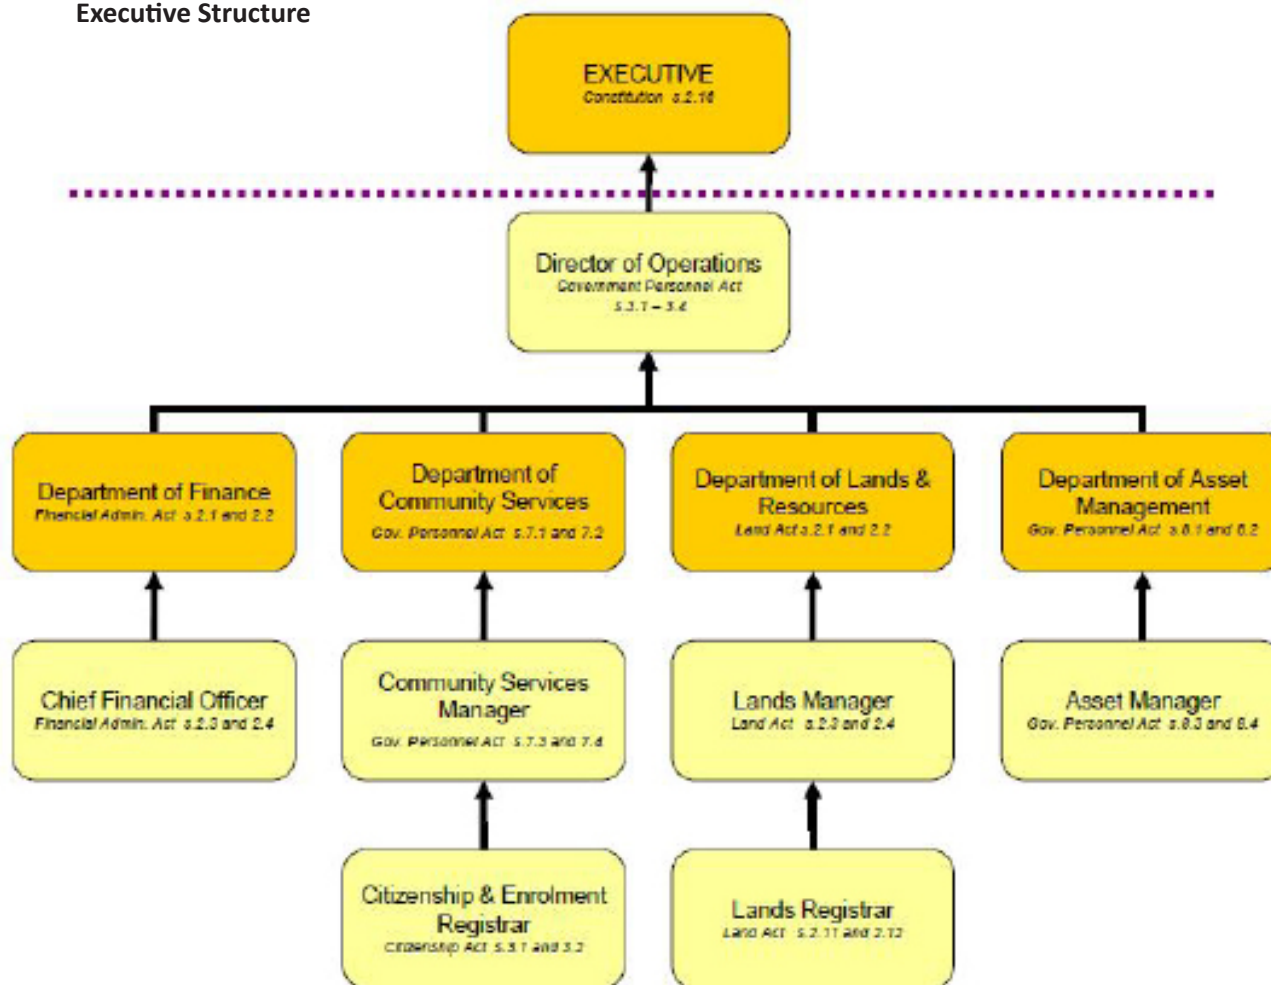 Executive Structure
EXECUTIVE
Constitution s.2.18
Director of Operations
Government Personnel Act
s.3.1 – 3.4
Department of Finance
Financial Admin. Act s.2.1 and 2.2
Department of
Community Services
Gov. Personnel Act s.7.1 and 7.2
Department of Lands &
Resources
Land Act s.2.1 and 2.2
Department of Asset
Management
Gov. Personnel Act s.8.1 and 8.2
Chief Financial Officer
Financial Admin. Act s.2.3 and 2.4
Community Services
Manager
Gov. Personnel Act s.7.3 and 7.4
Lands Manager
Land Act s.2.3 and 2.4
Asset Manager
Gov. Personnel Act s.8.3 and 8.4
Citizenship & Enrolment
Registrar
Citizenship Act s.3.1 and 3.2
Lands Registrar
Land Act s.2.11 and 2.12